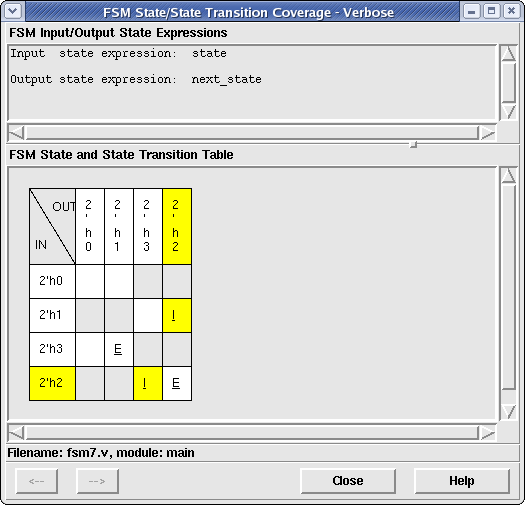 FSM State/State Transition Coverage - Verbose
FSM Input/Output State Expressions
Input  state expression:  state
Output state expression:  next_state
FSM State and State Transition Table
OUT 2'h0 2'h1 2'h3 2'h2
IN
2'h0
2'h1 I
2'h3 E
2'h2 I E
Filename: fsm7.v, module: main
<-- --> Close Help